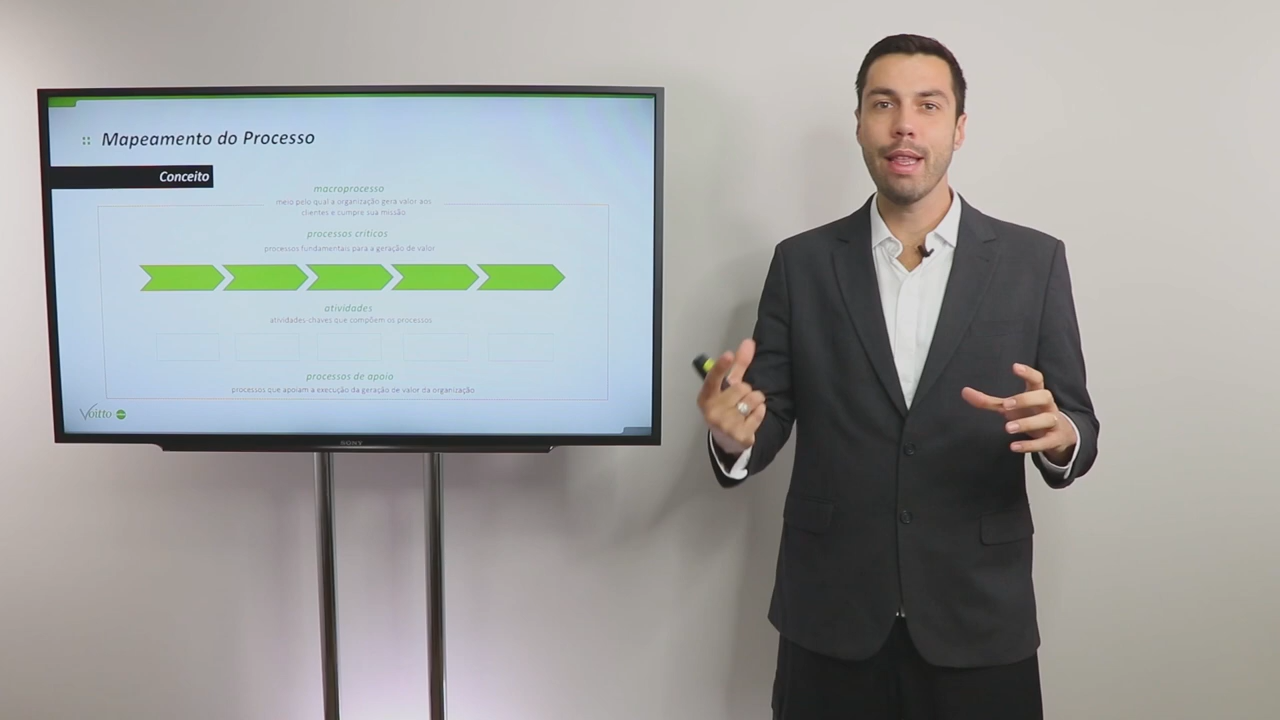 Mapeamento do Processo
Conceito
macroprocesso
meio pelo qual a organização gera valor aos
clientes e cumpre sua missão
processos críticos
processos fundamentais para a geração de valor
atividades
atividades-chaves que compõem os processos
processos de apoio
processos que apoiam a execução da geração de valor da organização
Voitto
SONY